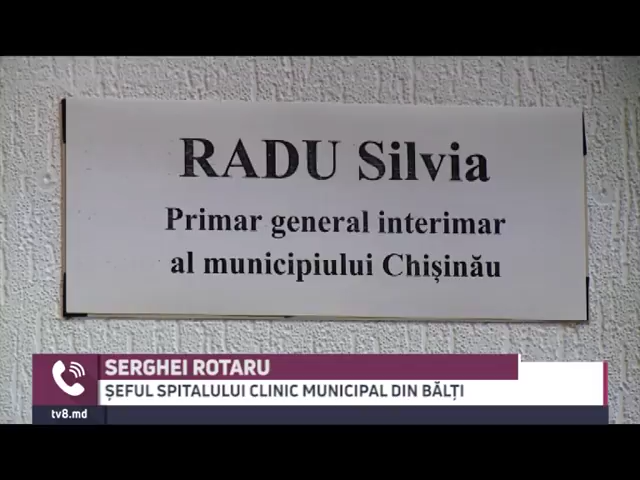 RADU Silvia
Primar general interimar
al municipiului Chișinău
SERGHEI ROTARU
ȘEFUL SPITALULUI CLINIC MUNICIPAL DIN BĂLȚI
tv8.md